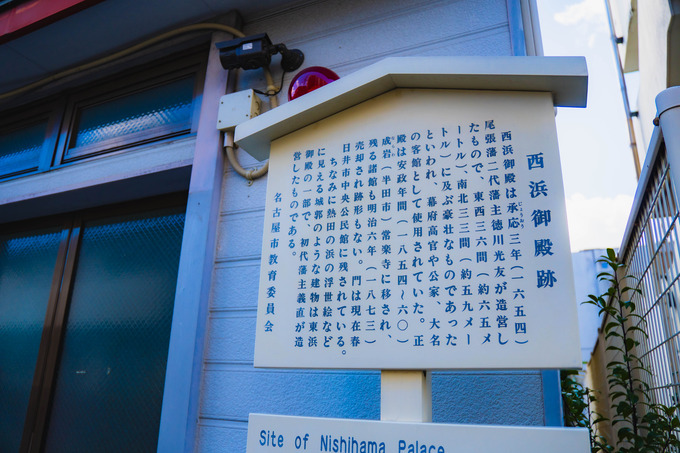 西浜御殿跡
西浜御殿は承応三年（一六五四）
じょうおう
尾張藩二代藩主徳川光友が造営し
たもので、東西三六間（約六五メ
ートル）、南北三三間（約五九メー
トル）に及ぶ豪壮なものであった
といわれ、幕府高官や公家、大名
の客館として使用されていた。正
殿は安政年間（一八五四～六〇）
成岩（半田市）常楽寺に移され、
残る諸館も明治六年（一八七三）
売却され跡形もない。門は現在春
日井市中央公民館に残されている。
ちなみに熱田の浜の浮世絵など
に見える城郭のような建物は東浜
御殿の一部で、初代藩主義直が造
営したものである。
名古屋市教育委員会
Site of Nishihama Palace